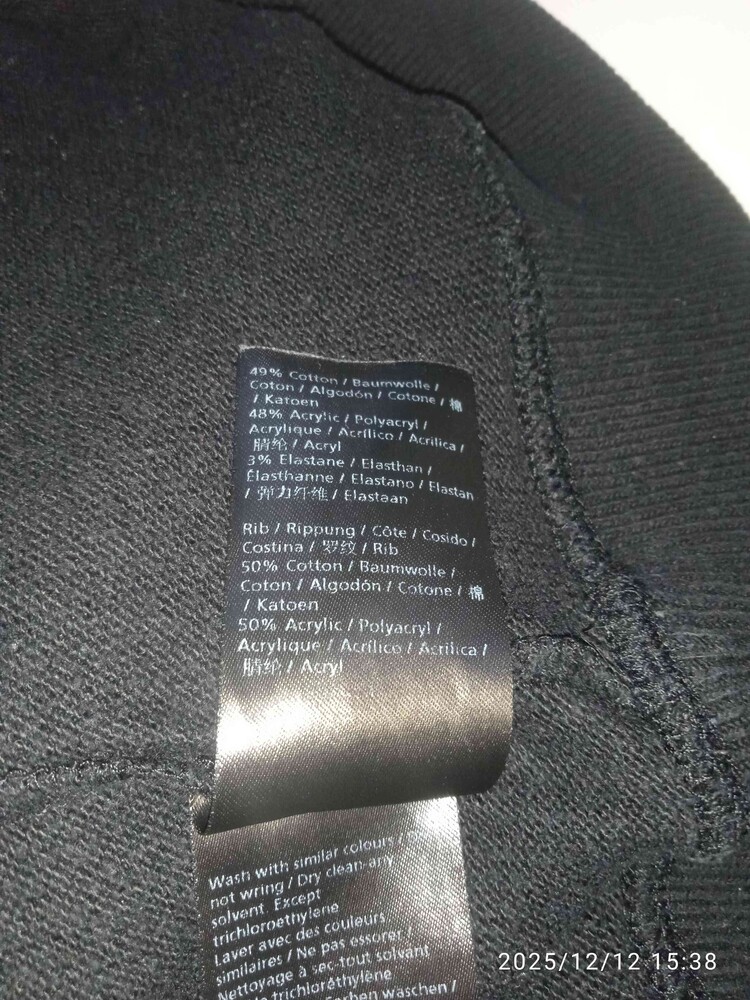 49% Cotton / Baumwolle /
Coton / Algodón / Cotone / 棉
/ Katoen
48% Acrylic / Polyacryl /
Acrylique / Acrílico / Acrilica /
腈纶 / Acryl
3% Elastane / Elasthan /
Élasthanne / Elastano / Elastan
/ 弹力纤维 / Elastaan
Rib / Rippung / Côte / Cosido /
Costina / 罗纹 / Rib
50% Cotton / Baumwolle /
Coton / Algodón / Cotone / 棉
/ Katoen
50% Acrylic / Polyacryl /
Acrylique / Acrílico / Acrilica /
腈纶 / Acryl
Wash with similar colours /
not wring / Dry clean-any
solvent. Except
trichloroethylene
Laver avec des couleurs
similaires / Ne pas essorer /
Nettoyage à sec-tout solvant
trichloréthylène
waschen /
2025/12/12 15:38